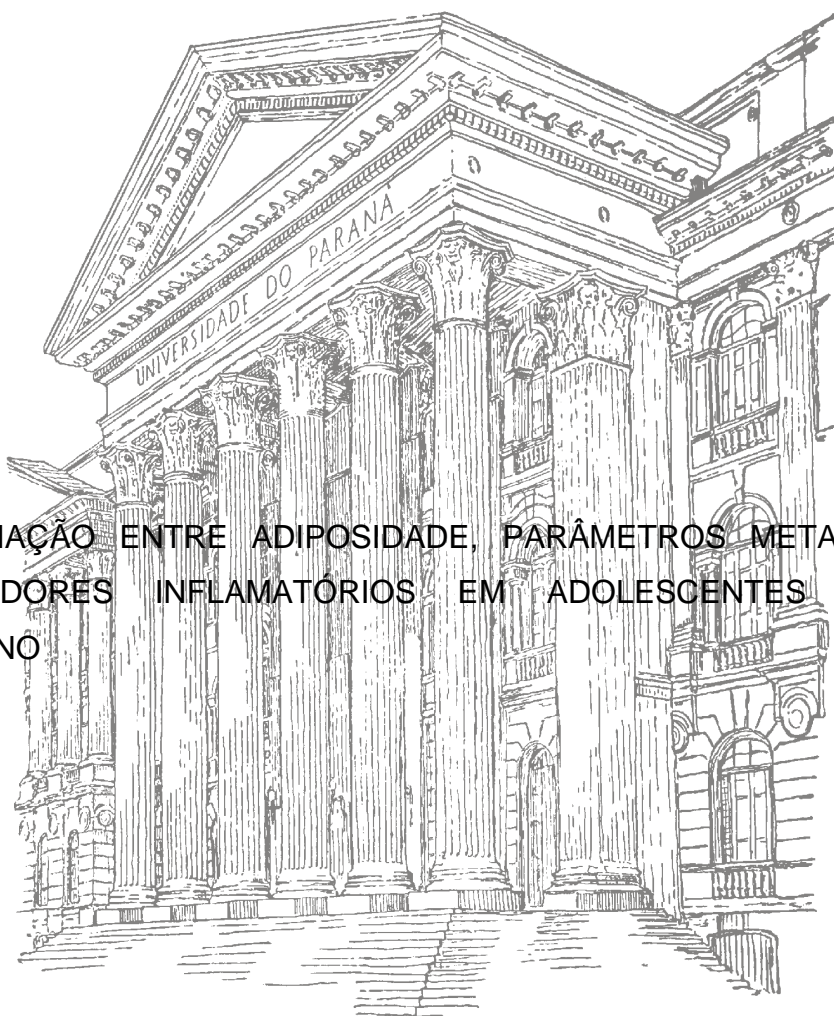 UNIVERSIDADE DO PARANÁ
IAÇÃO ENTRE ADIPOSIDADE, PARÂMETROS META
DORES INFLAMATÓRIOS EM ADOLESCENTES
NO